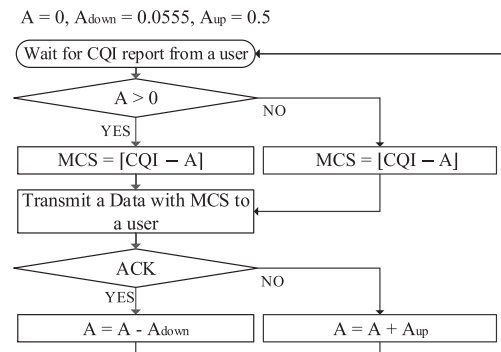 A = 0, Adown = 0.0555, Aup = 0.5
Wait for CQI report from a user
A > 0
NO
YES
MCS = ⌈CQI − A⌉
MCS = ⌊CQI − A⌋
Transmit a Data with MCS to
a user
ACK
NO
YES
A = A - Adown
A = A + Aup